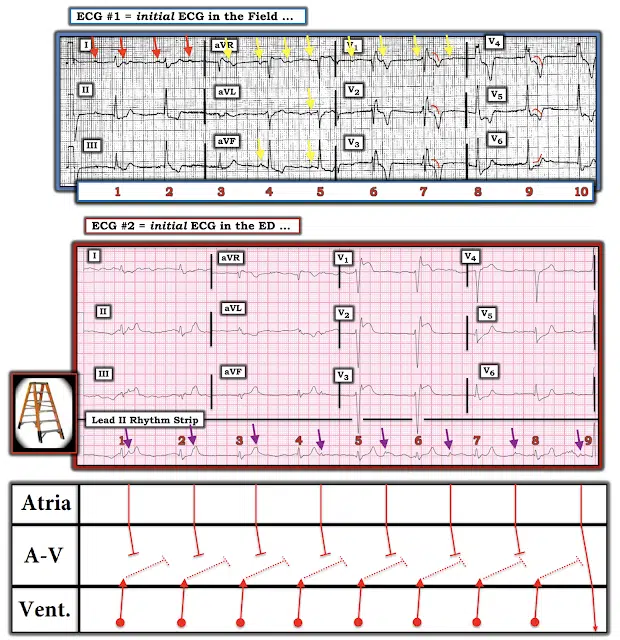 ECG #1 = initial ECG in the Field ...
I aVR V1 V4
II aVL V2 V5
III aVF V3 V6
1 2 3 4 5 6 7 8 9 10
ECG #2 = initial ECG in the ED ...
I aVR V1 V4
II aVL V2 V5
III aVF V3 V6
Lead II Rhythm Strip
1 2 3 4 5 6 7 8 9
Atria
A-V
Vent.